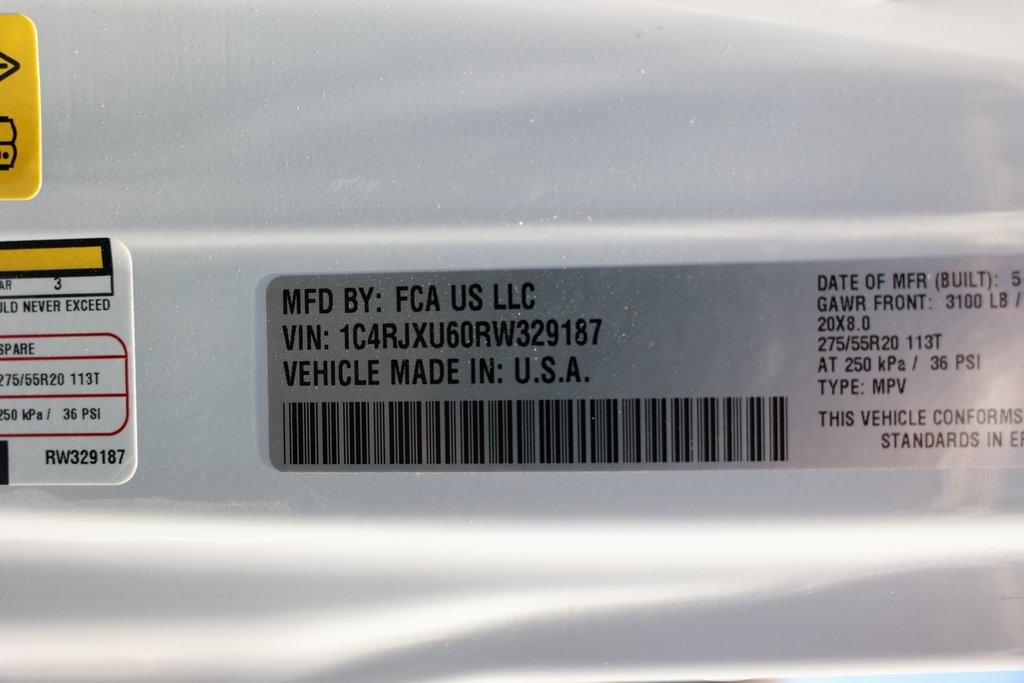 AR 3
ULD NEVER EXCEED
SPARE
275/55R20 113T
250 kPa / 36 PSI
RW329187
MFD BY: FCA US LLC
VIN: 1C4RJXU60RW329187
VEHICLE MADE IN: U.S.A.
DATE OF MFR (BUILT): 5
GAWR FRONT: 3100 LB /
20X8.0
275/55R20 113T
AT 250 kPa / 36 PSI
TYPE: MPV
THIS VEHICLE CONFORMS
STANDARDS IN EF